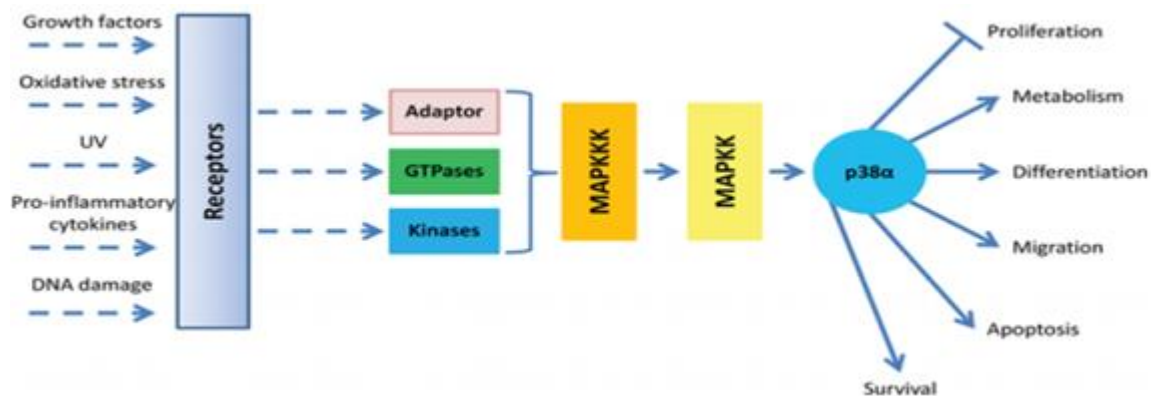 Growth factors
Oxidative stress
UV
Pro-inflammatory
cytokines
DNA damage
Receptors
Adaptor
GTPases
Kinases
MAPKKK
MAPKK
p38α
Proliferation
Metabolism
Differentiation
Migration
Apoptosis
Survival